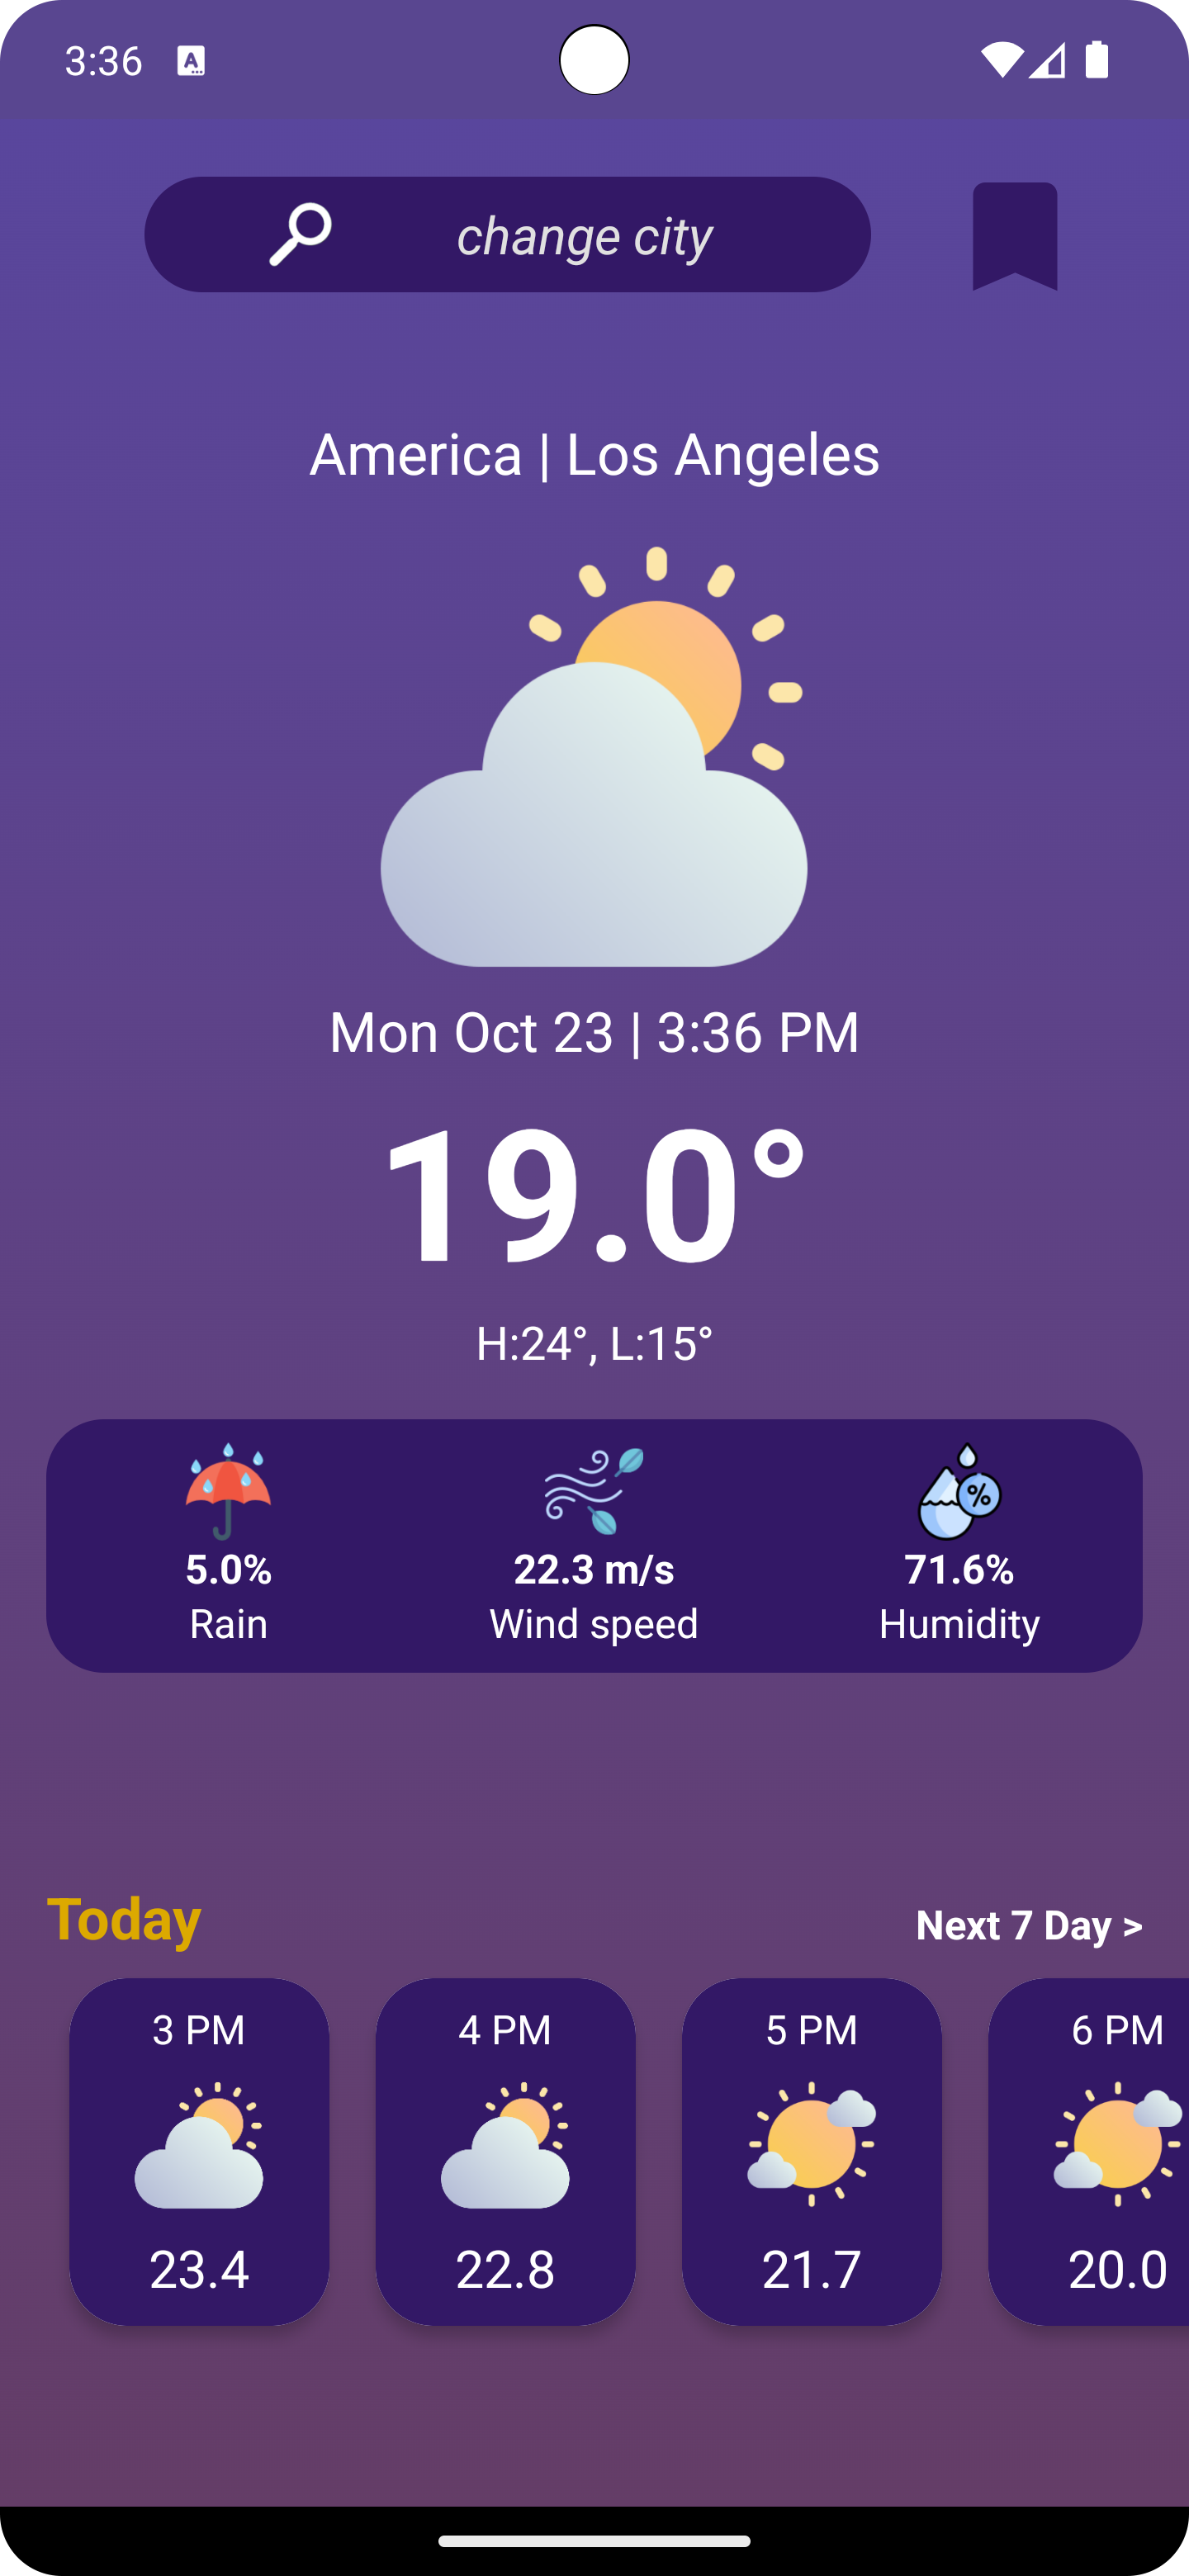 3:36
change city
America | Los Angeles
Mon Oct 23 | 3:36 PM
19.0°
H:24°, L:15°
5.0% 22.3 m/s 71.6%
Rain Wind speed Humidity
Today Next 7 Day >
3 PM 4 PM 5 PM 6 PM
23.4 22.8 21.7 20.0